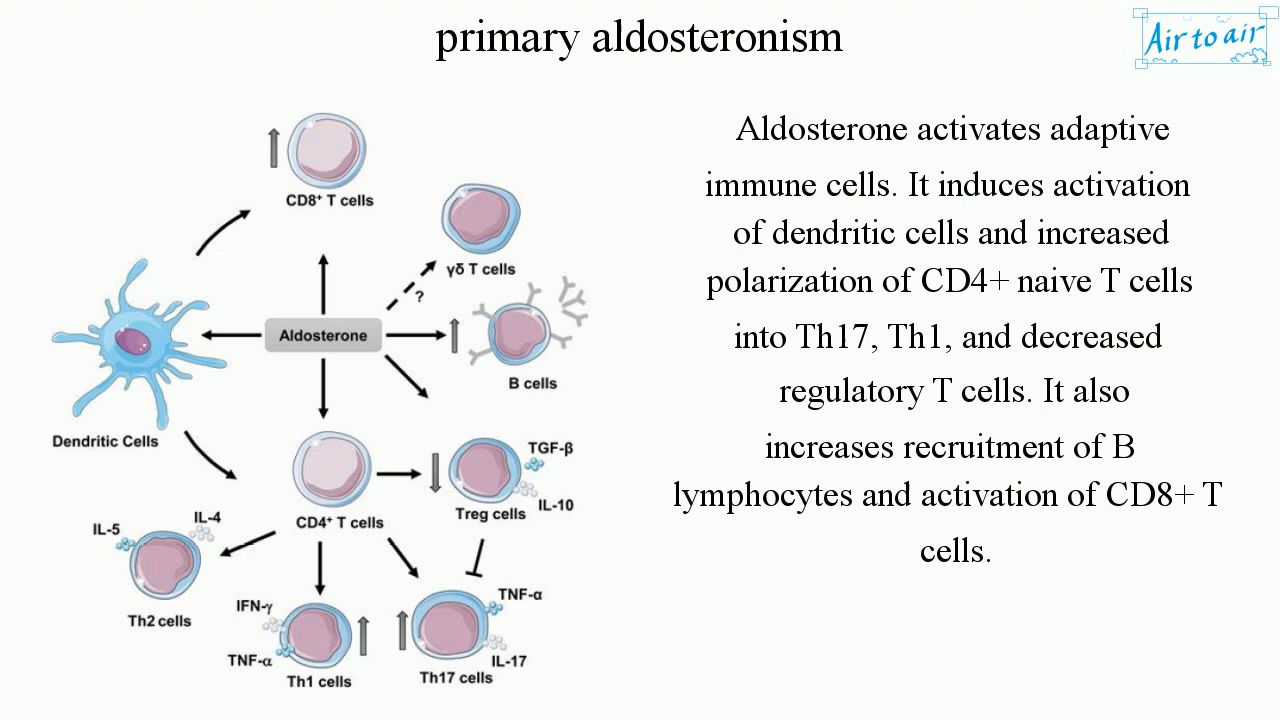 primary aldosteronism
Air to air
Aldosterone activates adaptive
immune cells. It induces activation
of dendritic cells and increased
polarization of CD4+ naive T cells
into Th17, Th1, and decreased
regulatory T cells. It also
increases recruitment of B
lymphocytes and activation of CD8+ T
cells.
CD8⁺ T cells
γδ T cells
?
Aldosterone
B cells
Dendritic Cells
TGF-β
IL-10
Treg cells
CD4⁺ T cells
IL-5
IL-4
Th2 cells
IFN-γ
TNF-α
Th1 cells
TNF-α
IL-17
Th17 cells